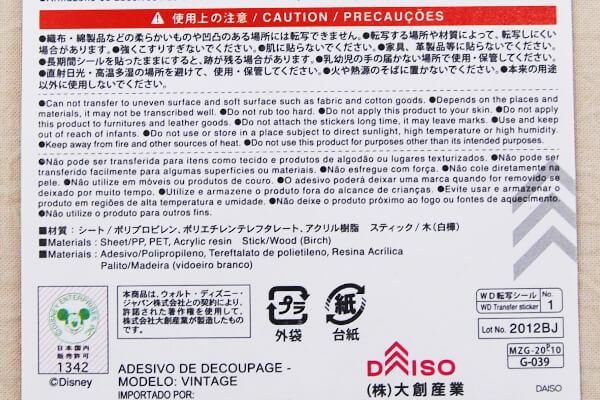 使用上の注意 / CAUTION / PRECAUÇÕES
●織布・綿製品などの柔らかいものや凹凸のある場所には転写できません。●転写する場所や材質によって、転写しにくい
場合があります。●強くこすりすぎないでください。●肌に貼らないでください。●家具、革製品等に貼らないでください。
●長期間シールを貼ったままにすると、跡が残る場合があります。●乳幼児の手の届かない場所で使用・保管してください。
●直射日光・高温多湿の場所を避けて、使用・保管してください。●火や熱源のそばに置かないでください。●本来の用途
以外に使用しないでください。
●Can not transfer to uneven surface and soft surface such as fabric and cotton goods. ●Depends on the places and
materials, it may not be transcribed well. ●Do not rub too hard. ●Do not apply this product to your skin. ●Do not apply
this product to furnitures and leather goods. ●Do not attach the stickers long time, it may leave marks. ●Use and keep
out of reach of infants. ●Do not use or store in a place subject to direct sunlight, high temperature or high humidity.
●Keep away from fire and other sources of heat. ●Do not use this product for purposes other than its intended purposes.
●Não pode ser transferida para itens como tecido e produtos de algodão ou lugares texturizados. ●Não pode ser
transferido facilmente para algumas superfícies ou materiais. ●Não esfregue com força. ●Não cole diretamente na
pele. ●Não utilize em móveis ou produtos de couro. ●O adesivo poderá deixar uma marca quando for removido se
deixado por muito tempo. ●Utilize e armazene o produto fora do alcance de crianças. ●Evite usar e armazenar o
produto em regiões de alta temperatura e umidade. ●Não deixe o produto próximo ao fogo ou fontes de aquecimento.
●Não utilize o produto para outros fins.
■材質：シート/ポリプロピレン、ポリエチレンテレフタレート、アクリル樹脂 スティック/木(白樺)
■Materials : Sheet/PP, PET, Acrylic resin Stick/Wood (Birch)
■Materials : Adesivo/Polipropileno, Tereftalato de polietileno, Resina Acrílica
Palito/Madeira (vidoeiro branco)
DISNEY ENTERPRISES, INC.
日本国内
販売許可
1342
©Disney
本商品は、ウォルト・ディズニー・
ジャパン株式会社との契約により、
許諾された著作権を使用して、
株式会社大創産業が製造したもの
です。
プラ
外袋
紙
台紙
WD転写シール
WD Transfer sticker
No.
1
Lot No. 2012BJ
MZG-20-10
G-039
ADESIVO DE DECOUPAGE -
MODELO: VINTAGE
IMPORTADO POR:
DAISO
(株)大創産業
DAISO